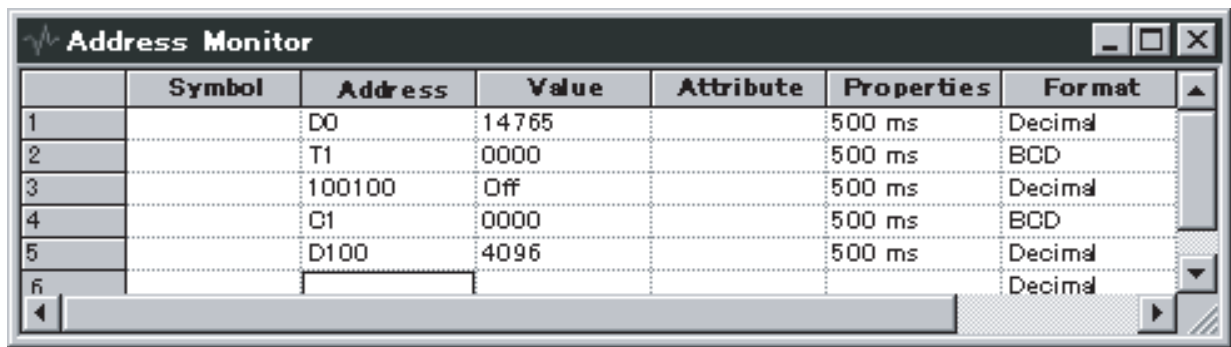 Address Monitor
Symbol Address Value Attribute Properties Format
1 D0 14765 500 ms Decimal
2 T1 0000 500 ms BCD
3 100100 Off 500 ms Decimal
4 C1 0000 500 ms BCD
5 D100 4096 500 ms Decimal
6 Decimal